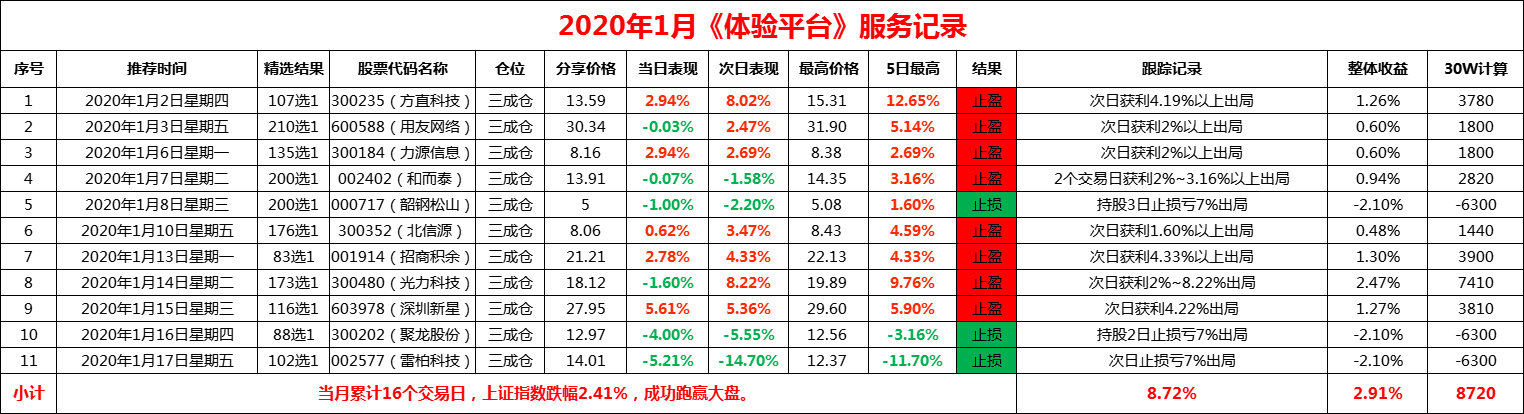 2020年1月《体验平台》服务记录
序号 推荐时间 精选结果 股票代码名称 仓位 分享价格 当日表现 次日表现 最高价格 5日最高 结果 跟踪记录 整体收益 30W计算
1 2020年1月2日星期四 107选1 300235（方直科技） 三成仓 13.59 2.94% 8.02% 15.31 12.65% 止盈 次日获利4.19%以上出局 1.26% 3780
2 2020年1月3日星期五 210选1 600588（用友网络） 三成仓 30.34 -0.03% 2.47% 31.90 5.14% 止盈 次日获利2%以上出局 0.60% 1800
3 2020年1月6日星期一 135选1 300184（力源信息） 三成仓 8.16 2.94% 2.69% 8.38 2.69% 止盈 次日获利2%以上出局 0.60% 1800
4 2020年1月7日星期二 200选1 002402（和而泰） 三成仓 13.91 -0.07% -1.58% 14.35 3.16% 止盈 2个交易日获利2%~3.16%以上出局 0.94% 2820
5 2020年1月8日星期三 200选1 000717（韶钢松山） 三成仓 5 -1.00% -2.20% 5.08 1.60% 止损 持股3日止损亏7%出局 -2.10% -6300
6 2020年1月10日星期五 176选1 300352（北信源） 三成仓 8.06 0.62% 3.47% 8.43 4.59% 止盈 次日获利1.60%以上出局 0.48% 1440
7 2020年1月13日星期一 83选1 001914（招商积余） 三成仓 21.21 2.78% 4.33% 22.13 4.33% 止盈 次日获利4.33%以上出局 1.30% 3900
8 2020年1月14日星期二 173选1 300480（光力科技） 三成仓 18.12 -1.60% 8.22% 19.89 9.76% 止盈 次日获利2%~8.22%出局 2.47% 7410
9 2020年1月15日星期三 116选1 603978（深圳新星） 三成仓 27.95 5.61% 5.36% 29.60 5.90% 止盈 次日获利4.22%出局 1.27% 3810
10 2020年1月16日星期四 88选1 300202（聚龙股份） 三成仓 12.97 -4.00% -5.55% 12.56 -3.16% 止损 持股2日止损亏7%出局 -2.10% -6300
11 2020年1月17日星期五 102选1 002577（雷柏科技） 三成仓 14.01 -5.21% -14.70% 12.37 -11.70% 止损 次日止损亏7%出局 -2.10% -6300
小计 当月累计16个交易日，上证指数跌幅2.41%，成功跑赢大盘。 8.72% 2.91% 8720